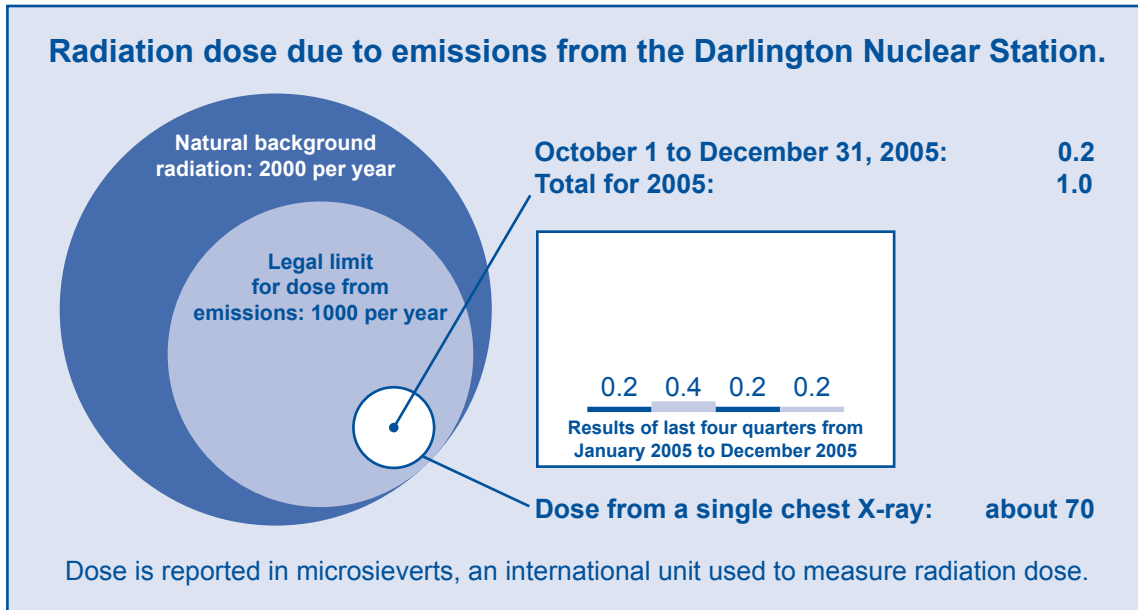 Radiation dose due to emissions from the Darlington Nuclear Station.
Natural background
radiation: 2000 per year
Legal limit
for dose from
emissions: 1000 per year
October 1 to December 31, 2005: 0.2
Total for 2005: 1.0
0.2 0.4 0.2 0.2
Results of last four quarters from
January 2005 to December 2005
Dose from a single chest X-ray: about 70
Dose is reported in microsieverts, an international unit used to measure radiation dose.